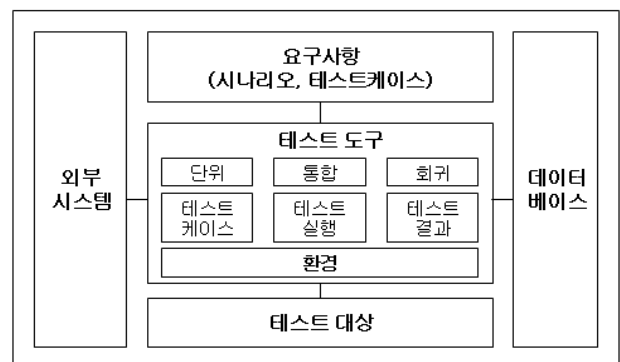 요구사항
(시나리오, 테스트케이스)
외부
시스템
테스트 도구
단위
통합
회귀
테스트
케이스
테스트
실행
테스트
결과
환경
데이터
베이스
테스트 대상